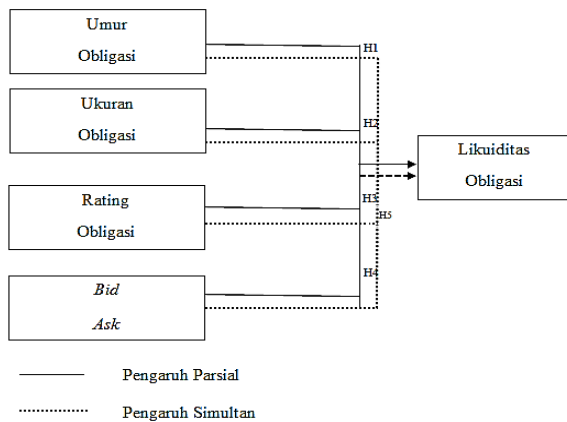 Umur
Obligasi
H1
Ukuran
Obligasi
H2
Likuiditas
Obligasi
Rating
Obligasi
H3
H5
Bid
Ask
H4
Pengaruh Parsial
Pengaruh Simultan